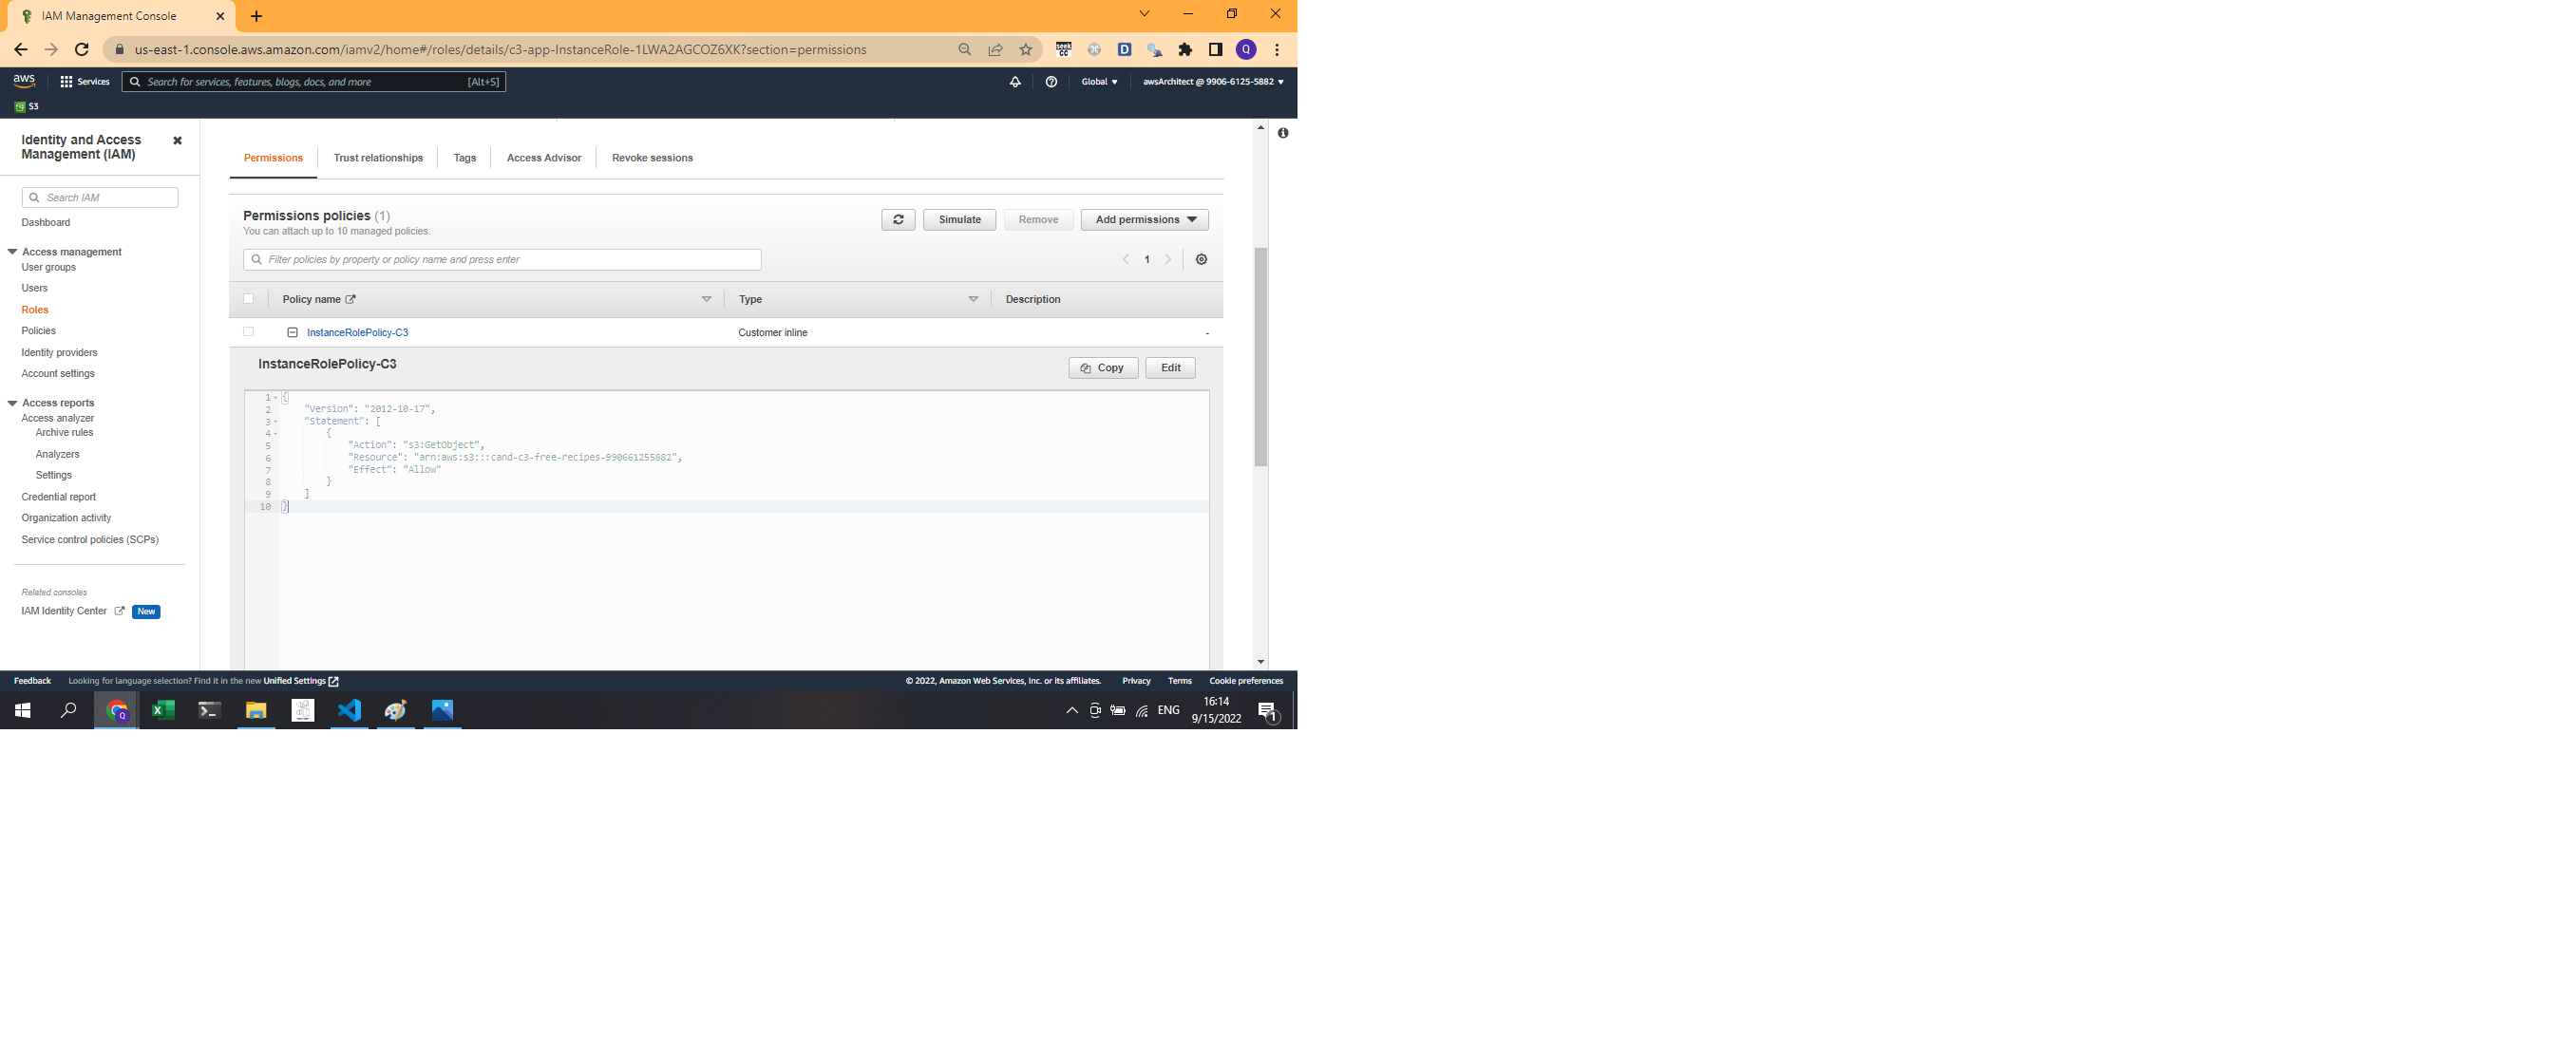 IAM Management Console
us-east-1.console.aws.amazon.com/iamv2/home#/roles/details/c3-app-InstanceRole-1LWA2AGCOZ6XK?section=permissions
aws Services Search for services, features, blogs, docs, and more [Alt+S] Global awsArchitect @ 9906-6125-5882
S3
Identity and Access
Management (IAM)
Search IAM
Dashboard
Access management
User groups
Users
Roles
Policies
Identity providers
Account settings
Access reports
Access analyzer
Archive rules
Analyzers
Settings
Credential report
Organization activity
Service control policies (SCPs)
Related consoles
IAM Identity Center New
Permissions Trust relationships Tags Access Advisor Revoke sessions
Permissions policies (1)
You can attach up to 10 managed policies.
Simulate Remove Add permissions
Filter policies by property or policy name and press enter 1
Policy name Type Description
InstanceRolePolicy-C3 Customer inline -
InstanceRolePolicy-C3 Copy Edit
1 {
2 "Version": "2012-10-17",
3 "Statement": [
4 {
5 "Action": "s3:GetObject",
6 "Resource": "arn:aws:s3:::cand-c3-free-recipes-990661255882",
7 "Effect": "Allow"
8 }
9 ]
10 }
Feedback Looking for language selection? Find it in the new Unified Settings © 2022, Amazon Web Services, Inc. or its affiliates. Privacy Terms Cookie preferences
ENG 16:14
9/15/2022 1